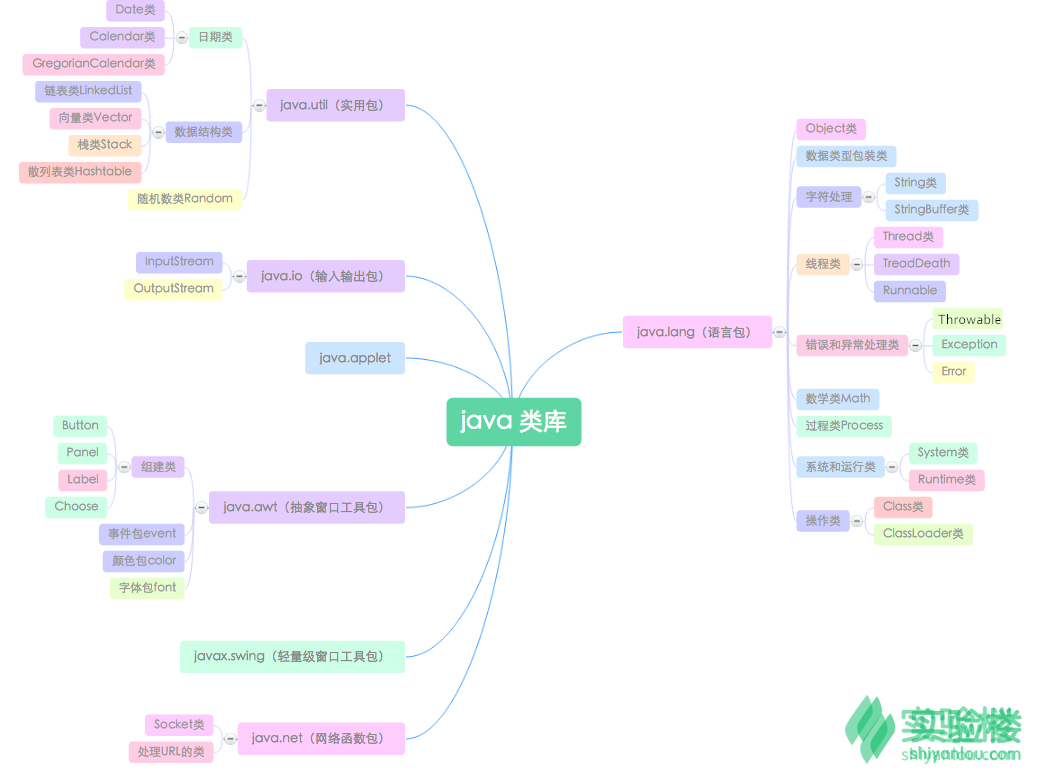 java 类库
java.util（实用包）
日期类
Date类
Calendar类
GregorianCalendar类
数据结构类
链表类LinkedList
向量类Vector
栈类Stack
散列表类Hashtable
随机数类Random
java.io（输入输出包）
InputStream
OutputStream
java.applet
java.awt（抽象窗口工具包）
组建类
Button
Panel
Label
Choose
事件包event
颜色包color
字体包font
javax.swing（轻量级窗口工具包）
java.net（网络函数包）
Socket类
处理URL的类
java.lang（语言包）
Object类
数据类型包装类
字符处理
String类
StringBuffer类
线程类
Thread类
TreadDeath
Runnable
错误和异常处理类
Throwable
Exception
Error
数学类Math
过程类Process
系统和运行类
System类
Runtime类
操作类
Class类
ClassLoader类
实验楼
shiyanlou.com